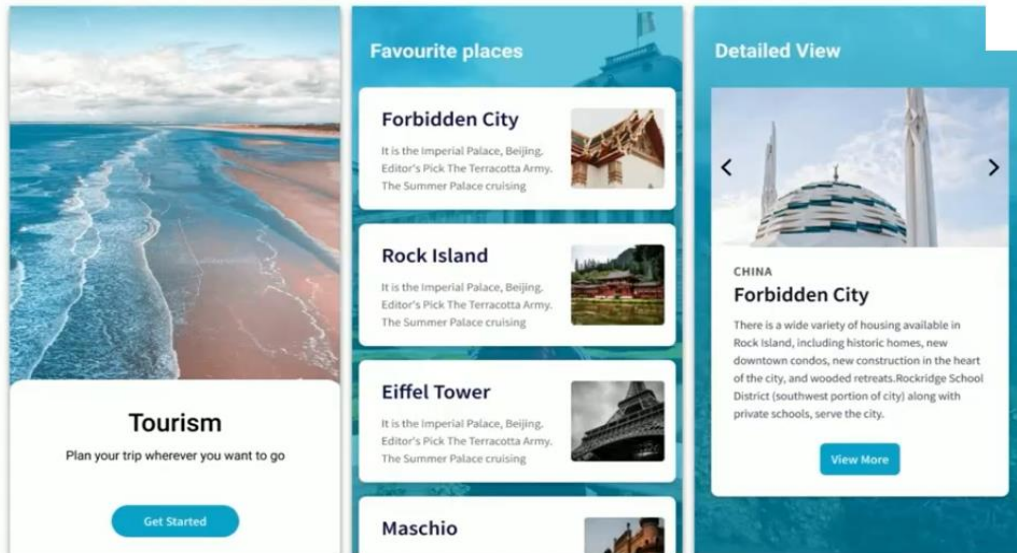 Tourism
Plan your trip wherever you want to go
Get Started
Favourite places
Forbidden City
It is the Imperial Palace, Beijing.
Editor's Pick The Terracotta Army.
The Summer Palace cruising
Rock Island
It is the Imperial Palace, Beijing.
Editor's Pick The Terracotta Army.
The Summer Palace cruising
Eiffel Tower
It is the Imperial Palace, Beijing.
Editor's Pick The Terracotta Army.
The Summer Palace cruising
Maschio
Detailed View
CHINA
Forbidden City
There is a wide variety of housing available in
Rock Island, including historic homes, new
downtown condos, new construction in the heart
of the city, and wooded retreats.Rockridge School
District (southwest portion of city) along with
private schools, serve the city.
View More